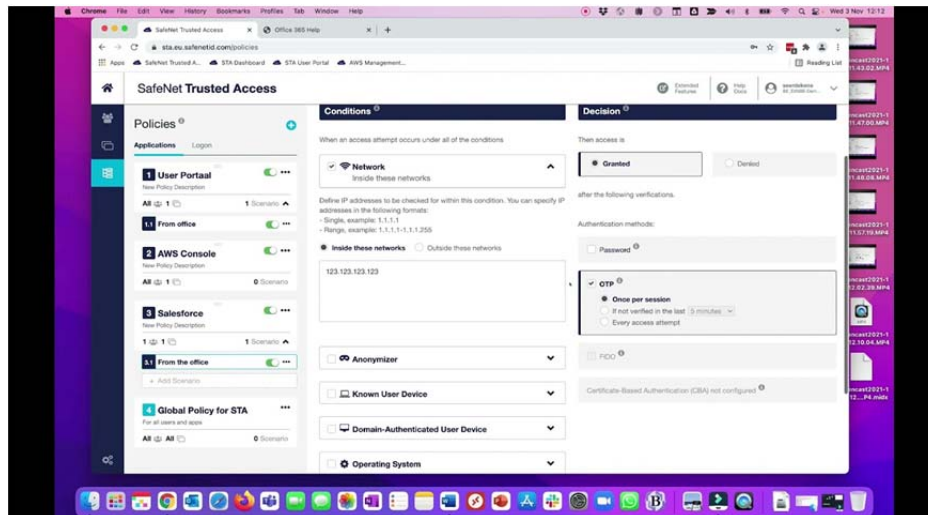 Chrome File Edit View History Bookmarks Profiles Tab Window Help
Wed 3 Nov 12:12
SafeNet Trusted Access
Office 365 Help
sta.eu.safenetid.com/policies
Apps SafeNet Trusted A... STA Dashboard STA User Portal AWS Management...
Reading List
SafeNet Trusted Access
Extended Features
Help Docs
Policies
Applications Logon
1 User Portaal
New Policy Description
All 1 1 Scenario
1.1 From office
2 AWS Console
New Policy Description
All 1 0 Scenario
3 Salesforce
New Policy Description
1 1 1 Scenario
3.1 From the office
+ Add Scenario
4 Global Policy for STA
For all users and apps
All All 0 Scenario
Conditions
When an access attempt occurs under all of the conditions
Network
Inside these networks
Define IP addresses to be checked for within this condition. You can specify IP
addresses in the following formats:
- Single, example: 1.1.1.1
- Range, example: 1.1.1.1-1.1.1.255
Inside these networks Outside these networks
123.123.123.123
Anonymizer
Known User Device
Domain-Authenticated User Device
Operating System
Decision
Then access is
Granted Denied
after the following verifications.
Authentication methods:
Password
OTP
Once per session
If not verified in the last 5 minutes
Every access attempt
FIDO
Certificate-Based Authentication (CBA) not configured